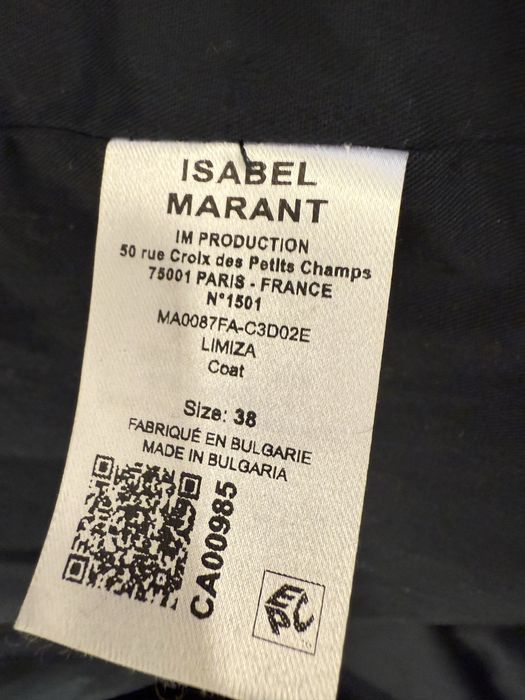 ISABEL
MARANT
IM PRODUCTION
50 rue Croix des Petits Champs
75001 PARIS - FRANCE
N°1501
MA0087FA-C3D02E
LIMIZA
Coat
Size: 38
FABRIQUÉ EN BULGARIE
MADE IN BULGARIA
CA00985